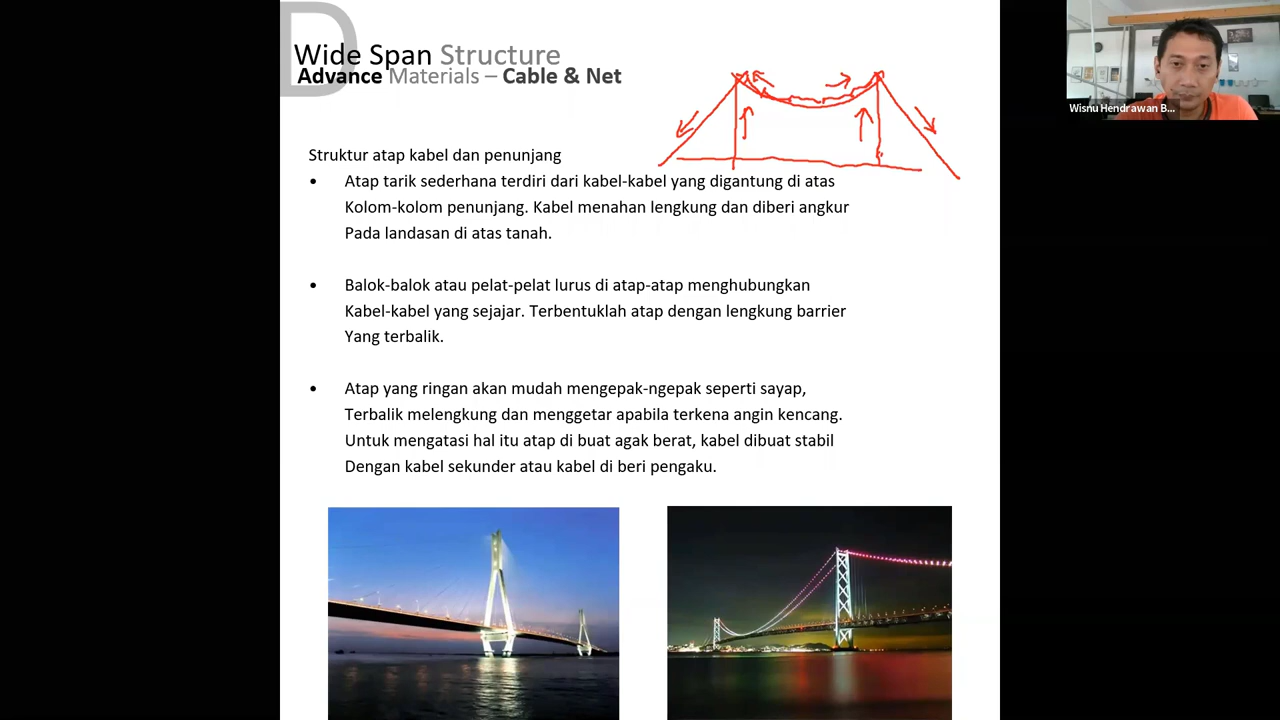 D
Wide Span Structure
Advance Materials – Cable & Net
Wisnu Hendrawan B...
Struktur atap kabel dan penunjang
• Atap tarik sederhana terdiri dari kabel-kabel yang digantung di atas
Kolom-kolom penunjang. Kabel menahan lengkung dan diberi angkur
Pada landasan di atas tanah.
• Balok-balok atau pelat-pelat lurus di atap-atap menghubungkan
Kabel-kabel yang sejajar. Terbentuklah atap dengan lengkung barrier
Yang terbalik.
• Atap yang ringan akan mudah mengepak-ngepak seperti sayap,
Terbalik melengkung dan menggetar apabila terkena angin kencang.
Untuk mengatasi hal itu atap di buat agak berat, kabel dibuat stabil
Dengan kabel sekunder atau kabel di beri pengaku.